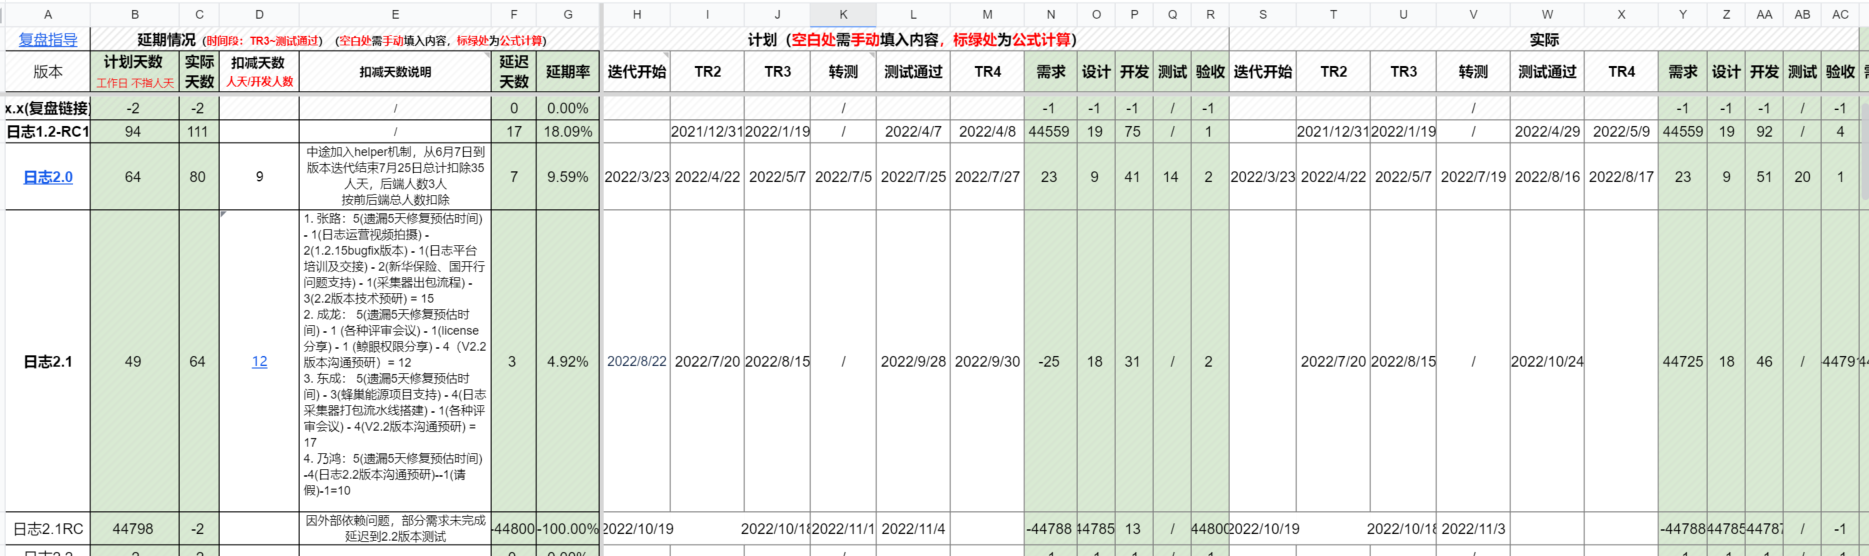 A B C D E F G H I J K L M N O P Q R S T U V W X Y Z AA AB AC
复盘指导 延期情况（时间段：TR3~测试通过）（空白处需手动填入内容，标绿处为公式计算） 计划（空白处需手动填入内容，标绿处为公式计算） 实际
版本 计划天数 工作日 不指人天 实际天数 扣减天数 人天/开发人数 扣减天数说明 延迟天数 延期率 迭代开始 TR2 TR3 转测 测试通过 TR4 需求 设计 开发 测试 验收 迭代开始 TR2 TR3 转测 测试通过 TR4 需求 设计 开发 测试 验收
x.x(复盘链接) -2 -2 / 0 0.00% / -1 -1 -1 / -1 / -1 -1 -1 / -1
日志1.2-RC1 94 111 / 17 18.09% 2021/12/31 2022/1/19 / 2022/4/7 2022/4/8 44559 19 75 / 1 2021/12/31 2022/1/19 / 2022/4/29 2022/5/9 44559 19 92 / 4
日志2.0 64 80 9
中途加入helper机制，从6月7日到
版本迭代结束7月25日总计扣除35
人天，后端人数3人
按前后端总人数扣除
7 9.59% 2022/3/23 2022/4/22 2022/5/7 2022/7/5 2022/7/25 2022/7/27 23 9 41 14 2 2022/3/23 2022/4/22 2022/5/7 2022/7/19 2022/8/16 2022/8/17 23 9 51 20 1
日志2.1 49 64 12
1. 张路：5(遗漏5天修复预估时间)
- 1(日志运营视频拍摄) -
2(1.2.15bugfix版本) - 1(日志平台
培训及交接) - 2(新华保险、国开行
问题支持) - 1(采集器出包流程) -
3(2.2版本技术预研) = 15
2. 成龙： 5(遗漏5天修复预估时
间) - 1 (各种评审会议) - 1(license
分享) - 1 (鲸眼权限分享) - 4（V2.2
版本沟通预研）= 12
3. 东成： 5(遗漏5天修复预估时
间) - 3(蜂巢能源项目支持) - 4(日志
采集器打包流水线搭建) - 1(各种评
审会议) - 4(V2.2版本沟通预研) =
17
4. 乃鸿：5(遗漏5天修复预估时间)
-4(日志2.2版本沟通预研)--1(请
假)-1=10
3 4.92% 2022/8/22 2022/7/20 2022/8/15 / 2022/9/28 2022/9/30 -25 18 31 / 2 2022/7/20 2022/8/15 / 2022/10/24 44725 18 46 /
日志2.1RC 44798 -2
因外部依赖问题，部分需求未完成
延迟到2.2版本测试
-44800 -100.00% 2022/10/19 2022/10/18 2022/11/1 2022/11/4 -44788 44785 13 / 44800 2022/10/19 2022/10/18 2022/11/3 -44788 44785 44787 / -1